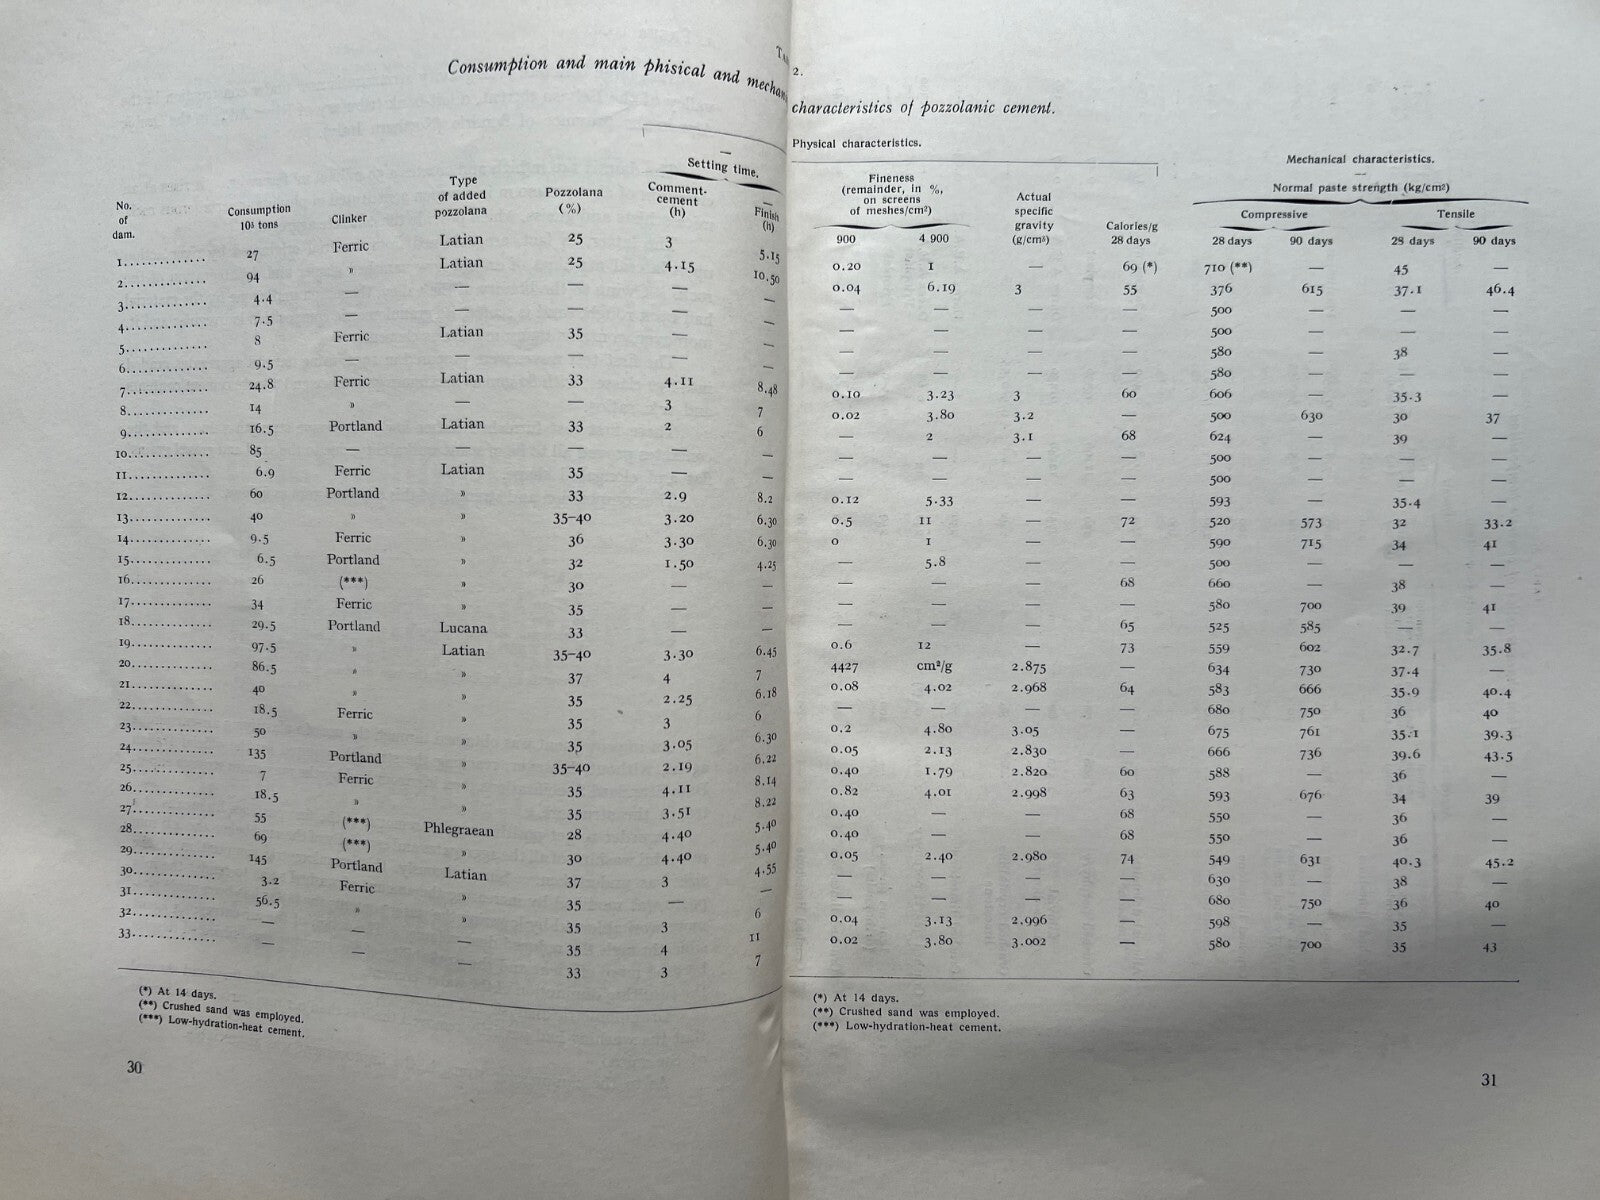 TA
Consumption and main phisical and mechan
Setting time.
No. of dam. Consumption 10³ tons Clinker Type of added pozzolana Pozzolana (%) Comment-cement (h) Finish (h)
1.............. 27 Ferric Latian 25 3 5.15
2.............. 94 » Latian 25 4.15 10.50
3.............. 4.4 — — — — —
4.............. 7.5 — — — — —
5.............. 8 Ferric Latian 35 — —
6.............. 9.5 — — — — —
7.............. 24.8 Ferric Latian 33 4.11 8.48
8.............. 14 » — — 3 7
9.............. 16.5 Portland Latian 33 2 6
10.............. 85 — — — — —
11.............. 6.9 Ferric Latian 35 — —
12.............. 60 Portland » 33 2.9 8.2
13.............. 40 » » 35–40 3.20 6.30
14.............. 9.5 Ferric » 36 3.30 6.30
15.............. 6.5 Portland » 32 1.50 4.25
16.............. 26 (***) » 30 — —
17.............. 34 Ferric » 35 — —
18.............. 29.5 Portland Lucana 33 — —
19.............. 97.5 » Latian 35–40 3.30 6.45
20.............. 86.5 » » 37 4 7
21.............. 40 » » 35 2.25 6.18
22.............. 18.5 Ferric » 35 3 6
23.............. 50 » » 35 3.05 6.30
24.............. 135 Portland » 35–40 2.19 6.22
25.............. 7 Ferric » 35 4.11 8.14
26.............. 18.5 » » 35 3.51 8.22
27.............. 55 (***) Phlegraean 28 4.40 5.40
28.............. 69 (***) » 30 4.40 5.40
29.............. 145 Portland Latian 37 3 4.55
30.............. 3.2 Ferric » 35 — —
31.............. 56.5 » » 35 3 6
32.............. — — — 35 4 11
33.............. — — — 33 3 7
(*) At 14 days.
(**) Crushed sand was employed.
(***) Low-hydration-heat cement.
30
2.
characteristics of pozzolanic cement.
Physical characteristics.
Mechanical characteristics.
Fineness (remainder, in %, on screens of meshes/cm²) Actual specific gravity (g/cm³) Calories/g 28 days Normal paste strength (kg/cm²)
Compressive Tensile
900 4 900 28 days 90 days 28 days 90 days
0.20 1 — 69 (*) 710 (**) — 45 —
0.04 6.19 3 55 376 615 37.1 46.4
— — — — 500 — — —
— — — — 500 — — —
— — — — 580 — 38 —
— — — — 580 — — —
0.10 3.23 3 60 606 — 35.3 —
0.02 3.80 3.2 — 500 630 30 37
— 2 3.1 68 624 — 39 —
— — — — 500 — — —
— — — — 500 — — —
0.12 5.33 — — 593 — 35.4 —
0.5 11 — 72 520 573 32 33.2
0 1 — — 590 715 34 41
— 5.8 — — 500 — — —
— — — 68 660 — 38 —
— — — — 580 700 39 41
— — — 65 525 585 — —
0.6 12 — 73 559 602 32.7 35.8
4427 cm²/g 2.875 — 634 730 37.4 —
0.08 4.02 2.968 64 583 666 35.9 40.4
— — — — 680 750 36 40
0.2 4.80 3.05 — 675 761 35.1 39.3
0.05 2.13 2.830 — 666 736 39.6 43.5
0.40 1.79 2.820 60 588 — 36 —
0.82 4.01 2.998 63 593 676 34 39
0.40 — — 68 550 — 36 —
0.40 — — 68 550 — 36 —
0.05 2.40 2.980 74 549 631 40.3 45.2
— — — — 630 — 38 —
— — — — 680 750 36 40
0.04 3.13 2.996 — 598 — 35 —
0.02 3.80 3.002 — 580 700 35 43
(*) At 14 days.
(**) Crushed sand was employed.
(***) Low-hydration-heat cement.
31